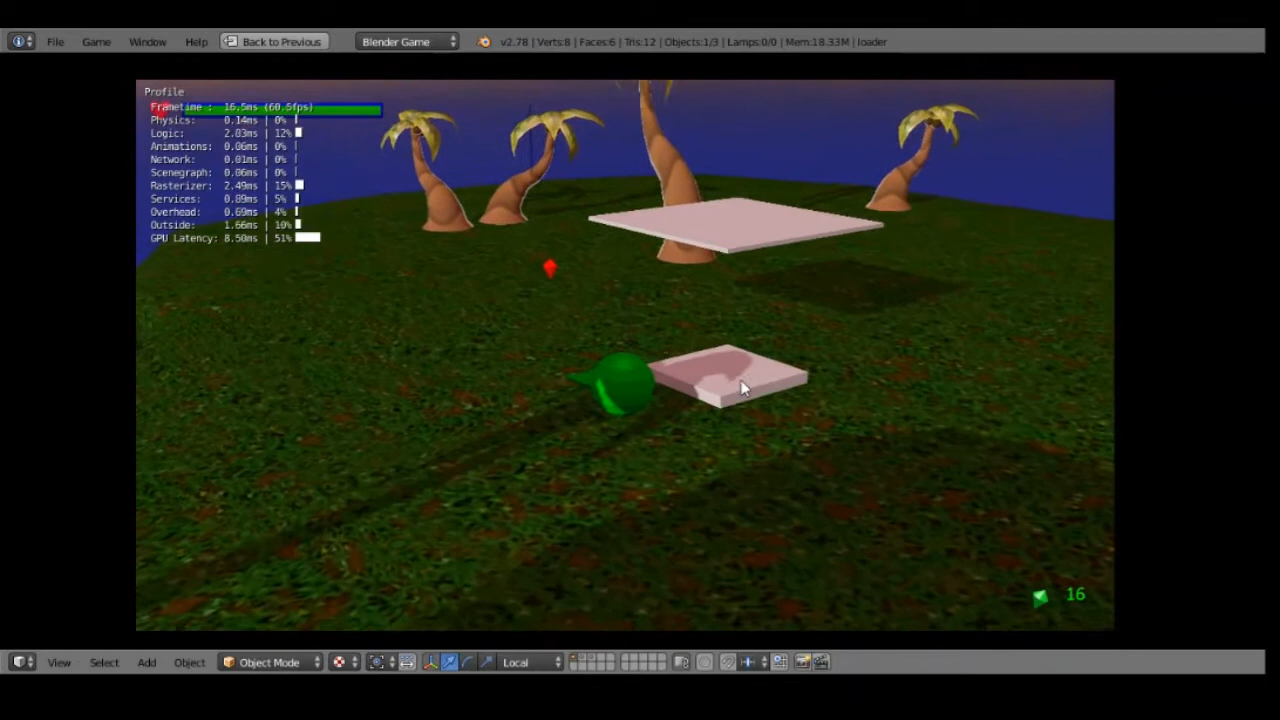 File Game Window Help Back to Previous Blender Game v2.78 | Verts:8 | Faces:6 | Tris:12 | Objects:1/3 | Lamps:0/0 | Mem:18.33M | loader
Profile
Frametime : 16.5ms (60.5fps)
Physics: 0.14ms | 0%
Logic: 2.03ms | 12%
Animations: 0.06ms | 0%
Network: 0.01ms | 0%
Scenegraph: 0.06ms | 0%
Rasterizer: 2.49ms | 15%
Services: 0.89ms | 5%
Overhead: 0.69ms | 4%
Outside: 1.66ms | 10%
GPU Latency: 8.50ms | 51%
16
View Select Add Object Object Mode Local